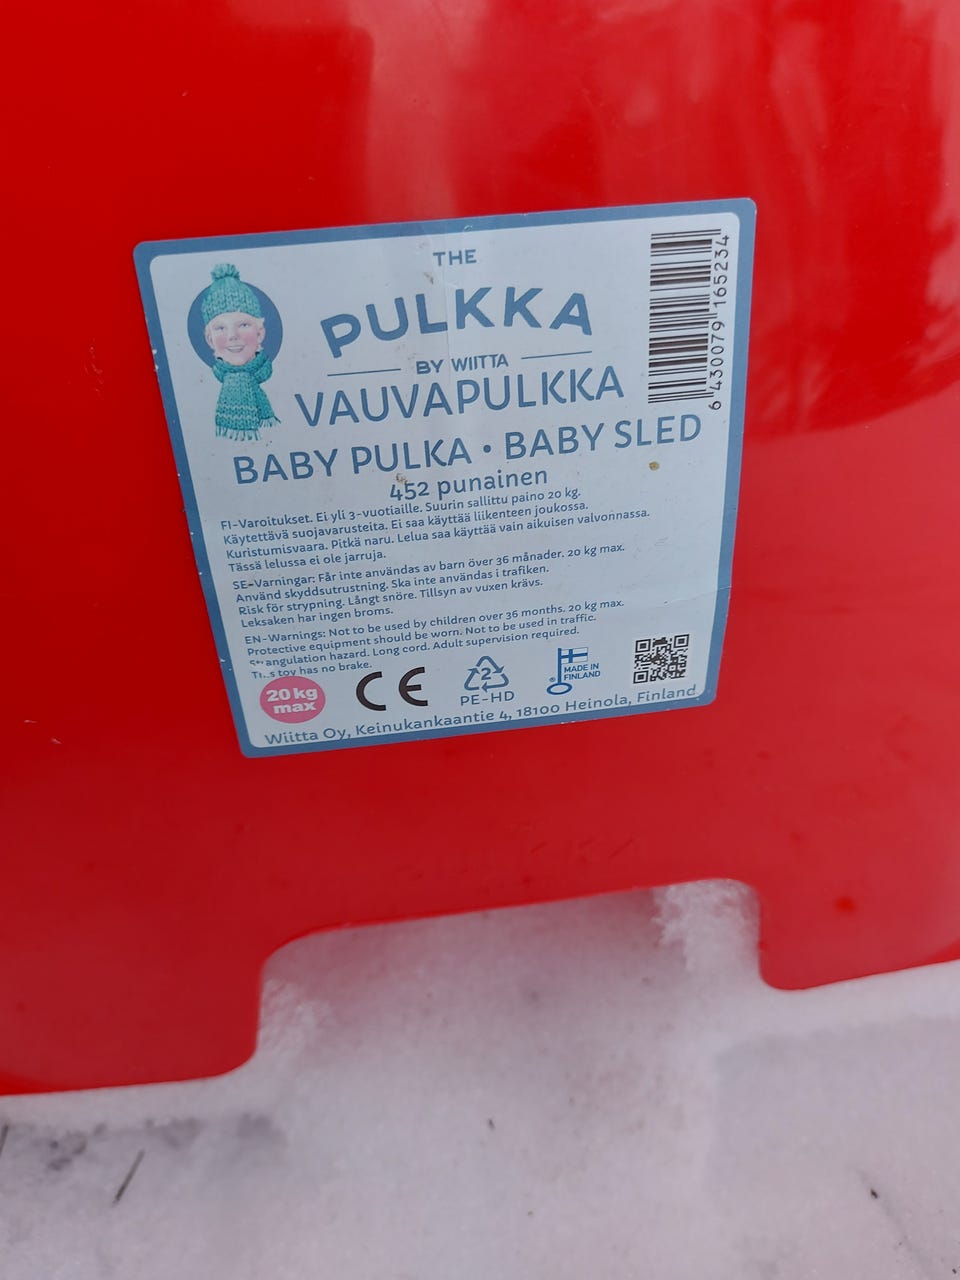 THE
PULKKA
BY WIITTA
VAUVAPULKKA
BABY PULKA • BABY SLED
452 punainen
FI-Varoitukset. Ei yli 3-vuotiaille. Suurin sallittu paino 20 kg.
Käytettävä suojavarusteita. Ei saa käyttää liikenteen joukossa.
Kuristumisvaara. Pitkä naru. Lelua saa käyttää vain aikuisen valvonnassa.
Tässä lelussa ei ole jarruja.
SE-Varningar: Får inte användas av barn över 36 månader. 20 kg max.
Använd skyddsutrustning. Ska inte användas i trafiken.
Risk för strypning. Långt snöre. Tillsyn av vuxen krävs.
Leksaken har ingen broms.
EN-Warnings: Not to be used by children over 36 months. 20 kg max.
Protective equipment should be worn. Not to be used in traffic.
Strangulation hazard. Long cord. Adult supervision required.
This toy has no brake.
20 kg
max
CE
2
PE-HD
MADE IN
FINLAND
Wiitta Oy, Keinukankaantie 4, 18100 Heinola, Finland
6 430079 165234
PULKKA